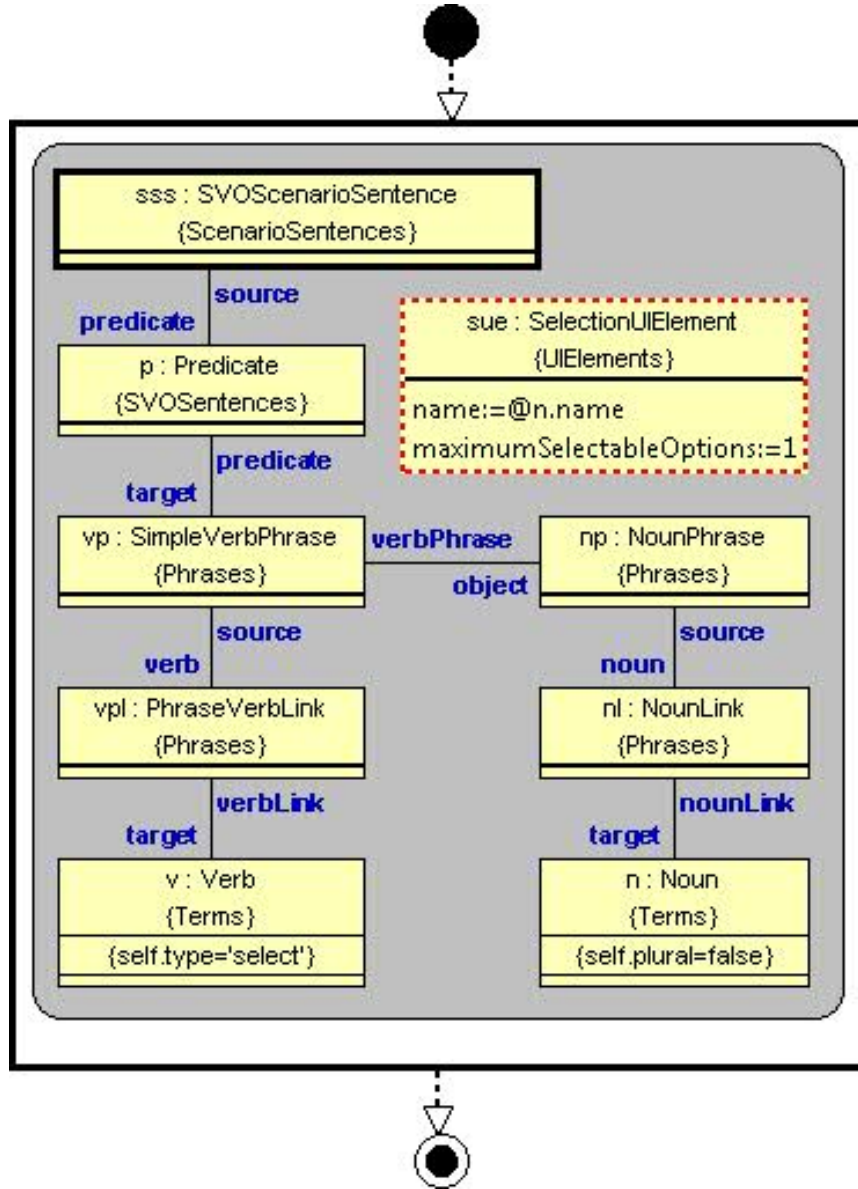 sss : SVOScenarioSentence
{ScenarioSentences}
source
predicate
p : Predicate
{SVOSentences}
sue : SelectionUIElement
{UIElements}
name:=@n.name
maximumSelectableOptions:=1
predicate
target
vp : SimpleVerbPhrase
{Phrases}
verbPhrase
object
np : NounPhrase
{Phrases}
source
verb
source
noun
vpl : PhraseVerbLink
{Phrases}
nl : NounLink
{Phrases}
verbLink
target
nounLink
target
v : Verb
{Terms}
{self.type='select'}
n : Noun
{Terms}
{self.plural=false}